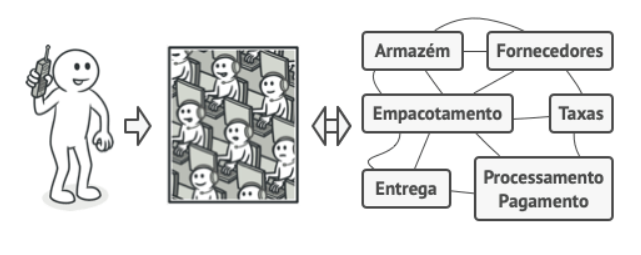 Armazém
Fornecedores
Empacotamento
Taxas
Entrega
Processamento
Pagamento